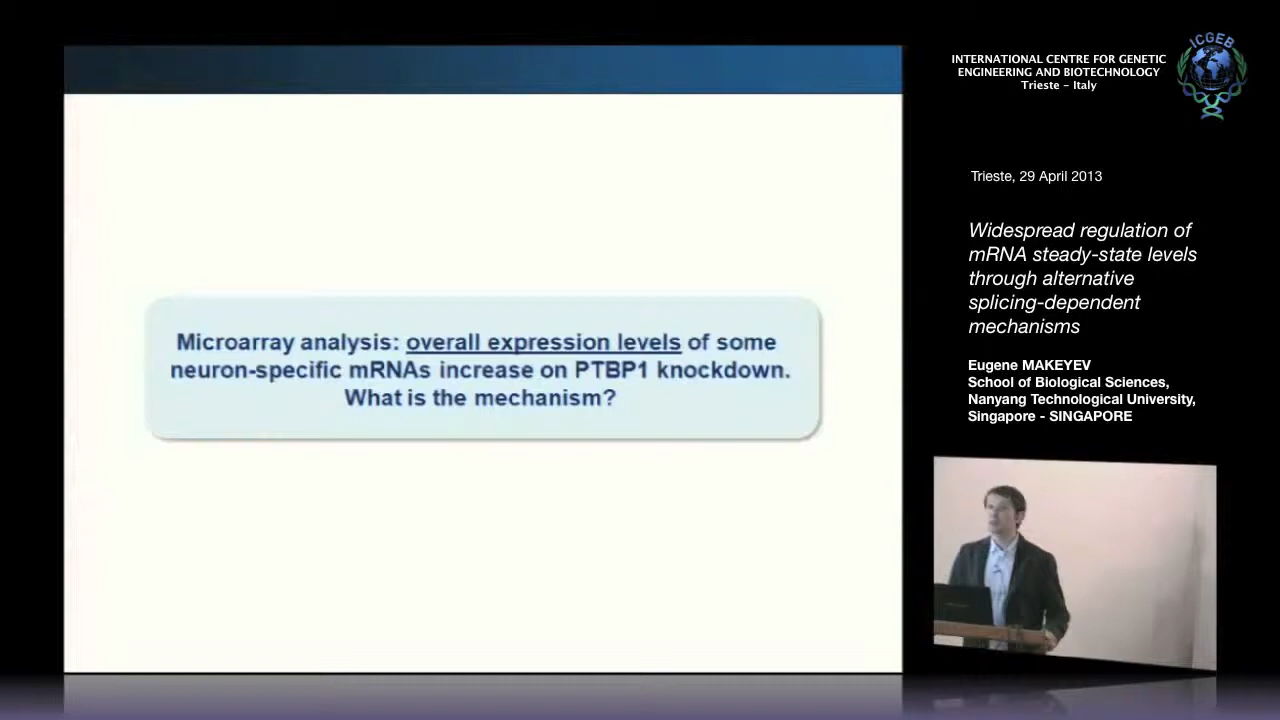 Microarray analysis: overall expression levels of some
neuron-specific mRNAs increase on PTBP1 knockdown.
What is the mechanism?
INTERNATIONAL CENTRE FOR GENETIC
ENGINEERING AND BIOTECHNOLOGY
Trieste - Italy
ICGEB
Trieste, 29 April 2013
Widespread regulation of
mRNA steady-state levels
through alternative
splicing-dependent
mechanisms
Eugene MAKEYEV
School of Biological Sciences,
Nanyang Technological University,
Singapore - SINGAPORE